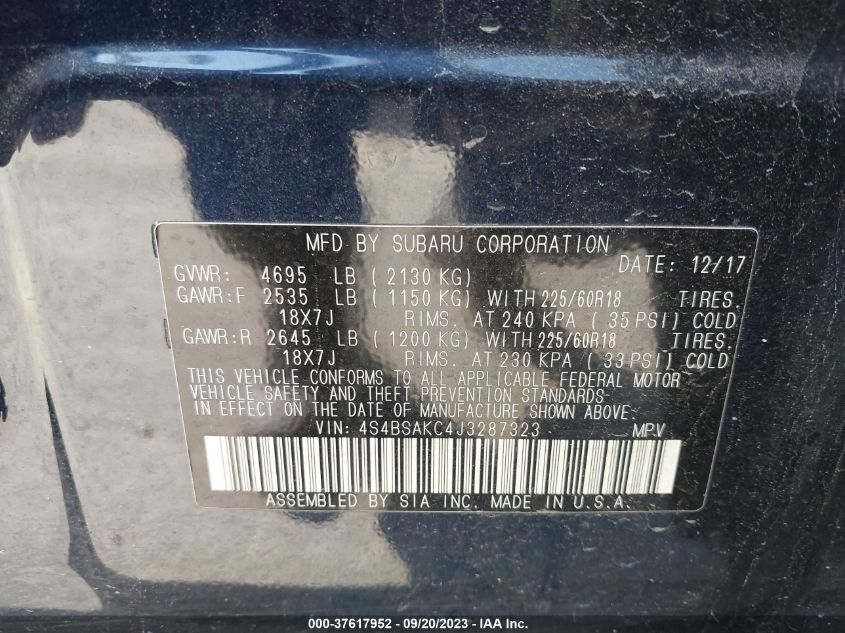 MFD BY SUBARU CORPORATION
DATE: 12/17
GVWR: 4695 LB ( 2130 KG)
GAWR:F 2535 LB ( 1150 KG) WITH 225/60R18 TIRES.
18X7J RIMS. AT 240 KPA ( 35 PSI) COLD
GAWR:R 2645 LB ( 1200 KG) WITH 225/60R18 TIRES.
18X7J RIMS. AT 230 KPA ( 33 PSI) COLD
THIS VEHICLE CONFORMS TO ALL APPLICABLE FEDERAL MOTOR
VEHICLE SAFETY AND THEFT PREVENTION STANDARDS
IN EFFECT ON THE DATE OF MANUFACTURE SHOWN ABOVE.
VIN: 4S4BSAKC4J3287323 MPV
ASSEMBLED BY SIA INC. MADE IN U.S.A.
000-37617952 - 09/20/2023 - IAA Inc.